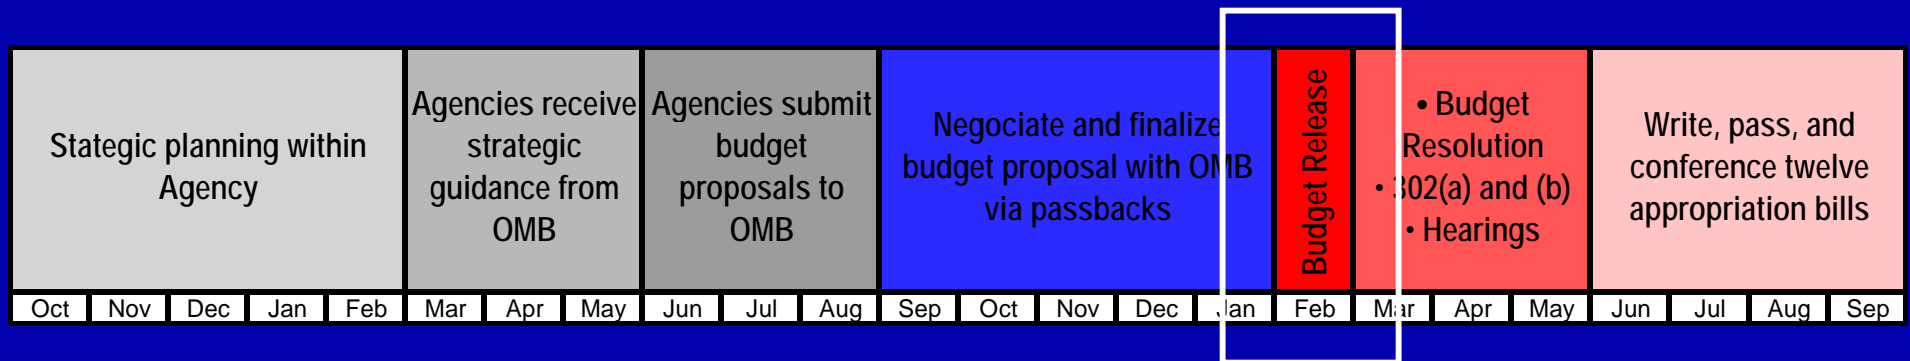 Stategic planning within
Agency
Agencies receive
strategic
guidance from
OMB
Agencies submit
budget
proposals to
OMB
Negociate and finalize
budget proposal with OMB
via passbacks
Budget Release
• Budget
Resolution
• 302(a) and (b)
• Hearings
Write, pass, and
conference twelve
appropriation bills
Oct Nov Dec Jan Feb Mar Apr May Jun Jul Aug Sep Oct Nov Dec Jan Feb Mar Apr May Jun Jul Aug Sep